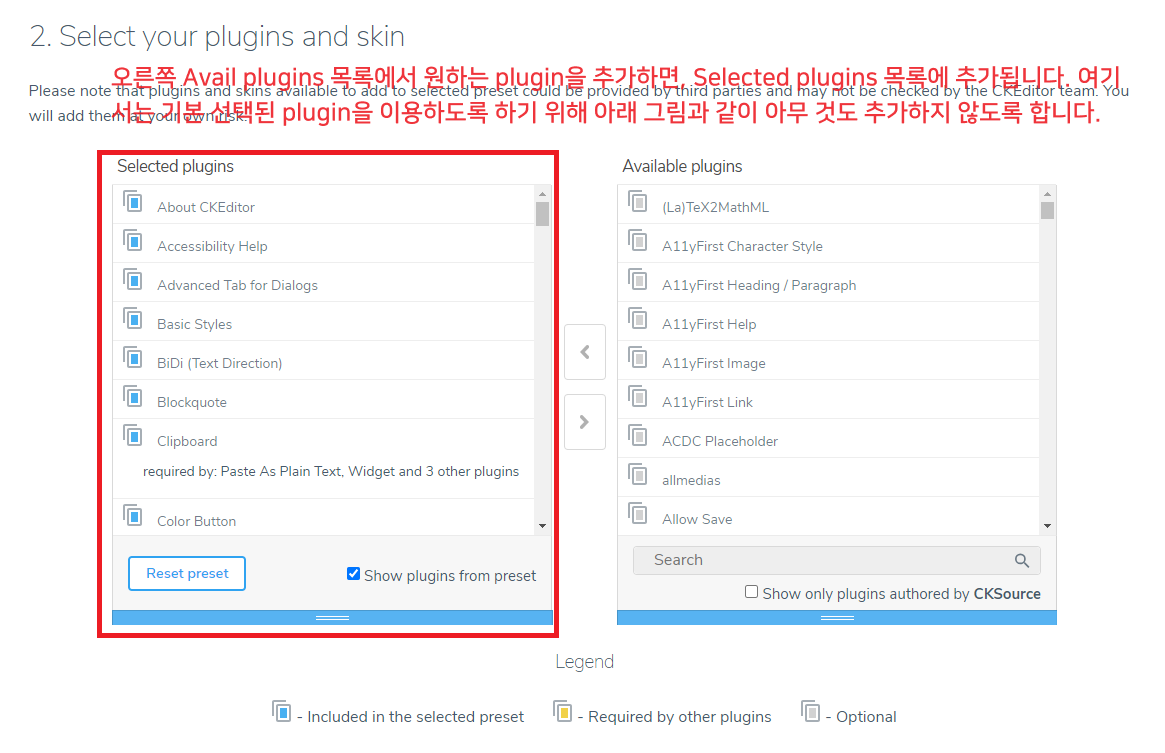 2. Select your plugins and skin
오른쪽 Avail plugins 목록에서 원하는 plugin을 추가하면, Selected plugins 목록에 추가됩니다. 여기
Please note that plugins and skins available to add to selected preset could be provided by third parties and may not be checked by the CKEditor team. You
서는 기본 선택된 plugin을 이용하도록 하기 위해 아래 그림과 같이 아무 것도 추가하지 않도록 합니다.
will add them at your own risk.
Selected plugins
About CKEditor
Accessibility Help
Advanced Tab for Dialogs
Basic Styles
BiDi (Text Direction)
Blockquote
Clipboard
required by: Paste As Plain Text, Widget and 3 other plugins
Color Button
Reset preset
Show plugins from preset
Available plugins
(La)TeX2MathML
A11yFirst Character Style
A11yFirst Heading / Paragraph
A11yFirst Help
A11yFirst Image
A11yFirst Link
ACDC Placeholder
allmedias
Allow Save
Search
Show only plugins authored by CKSource
Legend
- Included in the selected preset
- Required by other plugins
- Optional